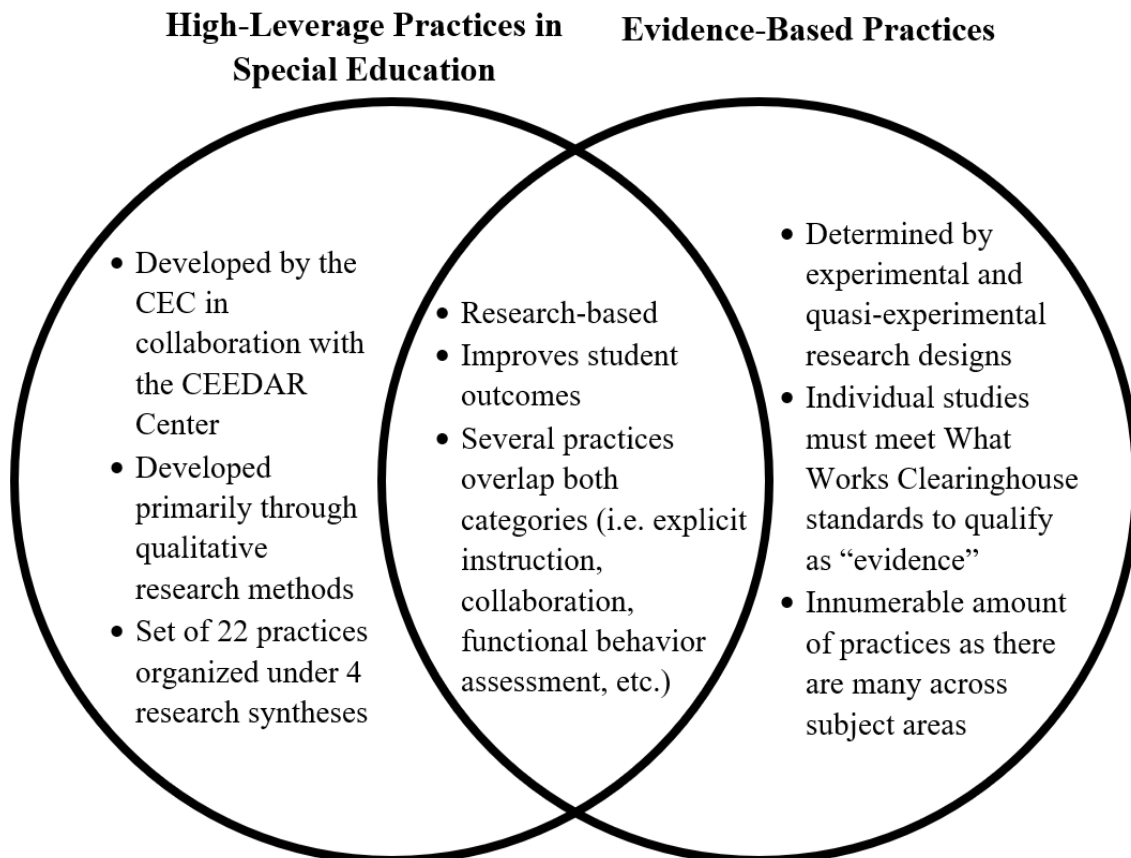 High-Leverage Practices in
Special Education
Evidence-Based Practices
• Developed by the
CEC in
collaboration with
the CEEDAR
Center
• Developed
primarily through
qualitative
research methods
• Set of 22 practices
organized under 4
research syntheses
• Research-based
• Improves student
outcomes
• Several practices
overlap both
categories (i.e. explicit
instruction,
collaboration,
functional behavior
assessment, etc.)
• Determined by
experimental and
quasi-experimental
research designs
• Individual studies
must meet What
Works Clearinghouse
standards to qualify
as “evidence”
• Innumerable amount
of practices as there
are many across
subject areas